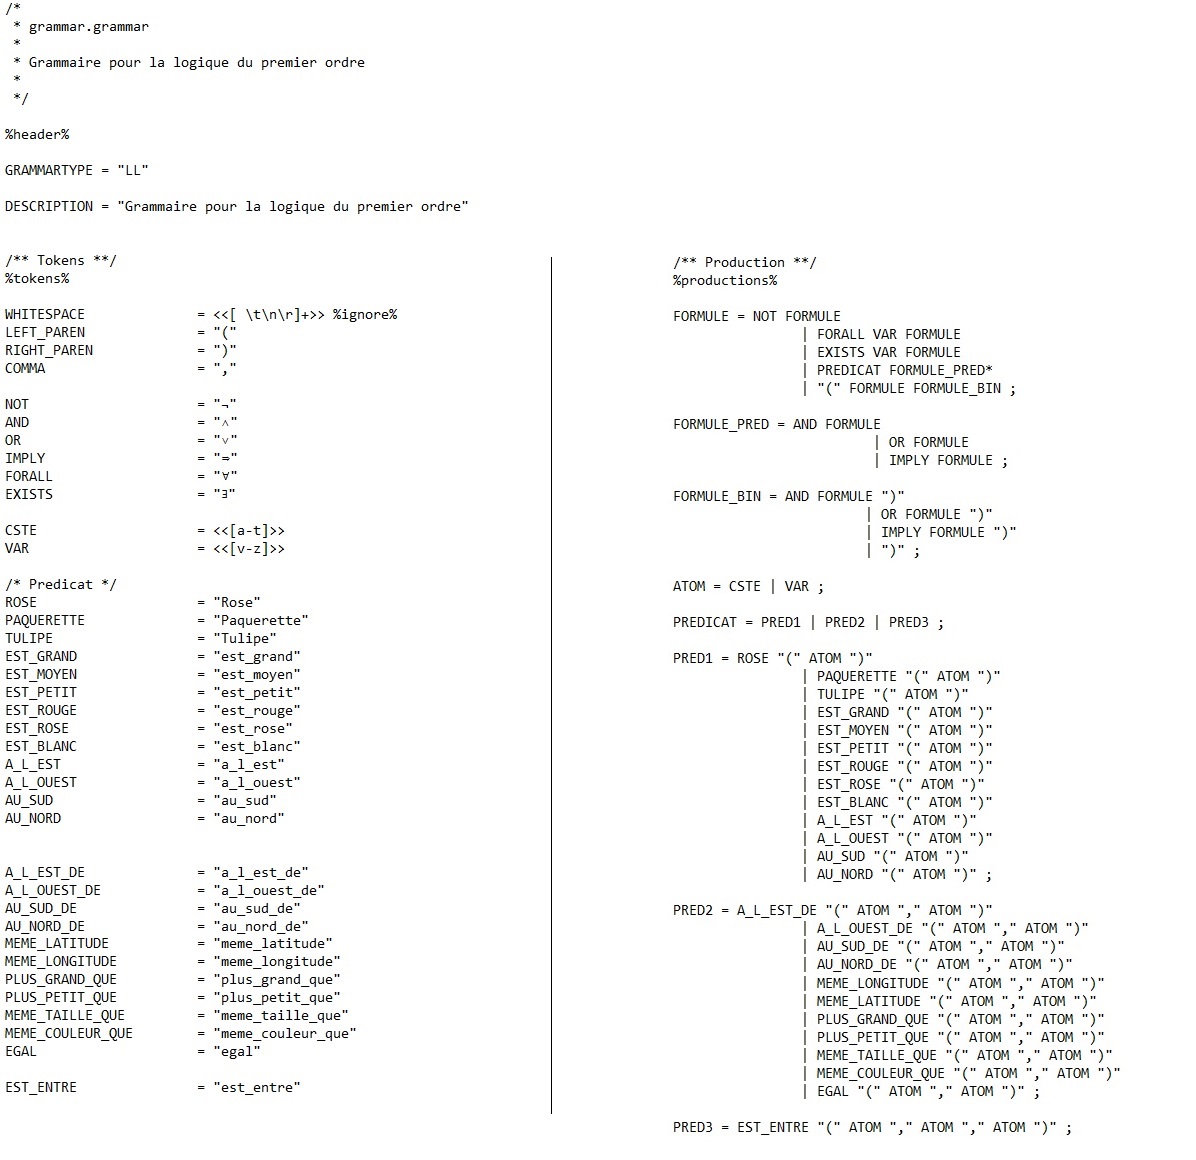 /*
 * grammar.grammar
 *
 * Grammaire pour la logique du premier ordre
 *
 */
%header%
GRAMMARTYPE = "LL"
DESCRIPTION = "Grammaire pour la logique du premier ordre"
/** Tokens **/
%tokens%
WHITESPACE = <<[ \t\n\r]+>> %ignore%
LEFT_PAREN = "("
RIGHT_PAREN = ")"
COMMA = ","
NOT = "¬"
AND = "∧"
OR = "∨"
IMPLY = "⇒"
FORALL = "∀"
EXISTS = "∃"
CSTE = <<[a-t]>>
VAR = <<[v-z]>>
/* Predicat */
ROSE = "Rose"
PAQUERETTE = "Paquerette"
TULIPE = "Tulipe"
EST_GRAND = "est_grand"
EST_MOYEN = "est_moyen"
EST_PETIT = "est_petit"
EST_ROUGE = "est_rouge"
EST_ROSE = "est_rose"
EST_BLANC = "est_blanc"
A_L_EST = "a_l_est"
A_L_OUEST = "a_l_ouest"
AU_SUD = "au_sud"
AU_NORD = "au_nord"
A_L_EST_DE = "a_l_est_de"
A_L_OUEST_DE = "a_l_ouest_de"
AU_SUD_DE = "au_sud_de"
AU_NORD_DE = "au_nord_de"
MEME_LATITUDE = "meme_latitude"
MEME_LONGITUDE = "meme_longitude"
PLUS_GRAND_QUE = "plus_grand_que"
PLUS_PETIT_QUE = "plus_petit_que"
MEME_TAILLE_QUE = "meme_taille_que"
MEME_COULEUR_QUE = "meme_couleur_que"
EGAL = "egal"
EST_ENTRE = "est_entre"
/** Production **/
%productions%
FORMULE = NOT FORMULE
| FORALL VAR FORMULE
| EXISTS VAR FORMULE
| PREDICAT FORMULE_PRED*
| "(" FORMULE FORMULE_BIN ;
FORMULE_PRED = AND FORMULE
| OR FORMULE
| IMPLY FORMULE ;
FORMULE_BIN = AND FORMULE ")"
| OR FORMULE ")"
| IMPLY FORMULE ")"
| ")" ;
ATOM = CSTE | VAR ;
PREDICAT = PRED1 | PRED2 | PRED3 ;
PRED1 = ROSE "(" ATOM ")"
| PAQUERETTE "(" ATOM ")"
| TULIPE "(" ATOM ")"
| EST_GRAND "(" ATOM ")"
| EST_MOYEN "(" ATOM ")"
| EST_PETIT "(" ATOM ")"
| EST_ROUGE "(" ATOM ")"
| EST_ROSE "(" ATOM ")"
| EST_BLANC "(" ATOM ")"
| A_L_EST "(" ATOM ")"
| A_L_OUEST "(" ATOM ")"
| AU_SUD "(" ATOM ")"
| AU_NORD "(" ATOM ")" ;
PRED2 = A_L_EST_DE "(" ATOM "," ATOM ")"
| A_L_OUEST_DE "(" ATOM "," ATOM ")"
| AU_SUD_DE "(" ATOM "," ATOM ")"
| AU_NORD_DE "(" ATOM "," ATOM ")"
| MEME_LONGITUDE "(" ATOM "," ATOM ")"
| MEME_LATITUDE "(" ATOM "," ATOM ")"
| PLUS_GRAND_QUE "(" ATOM "," ATOM ")"
| PLUS_PETIT_QUE "(" ATOM "," ATOM ")"
| MEME_TAILLE_QUE "(" ATOM "," ATOM ")"
| MEME_COULEUR_QUE "(" ATOM "," ATOM ")"
| EGAL "(" ATOM "," ATOM ")" ;
PRED3 = EST_ENTRE "(" ATOM "," ATOM "," ATOM ")" ;